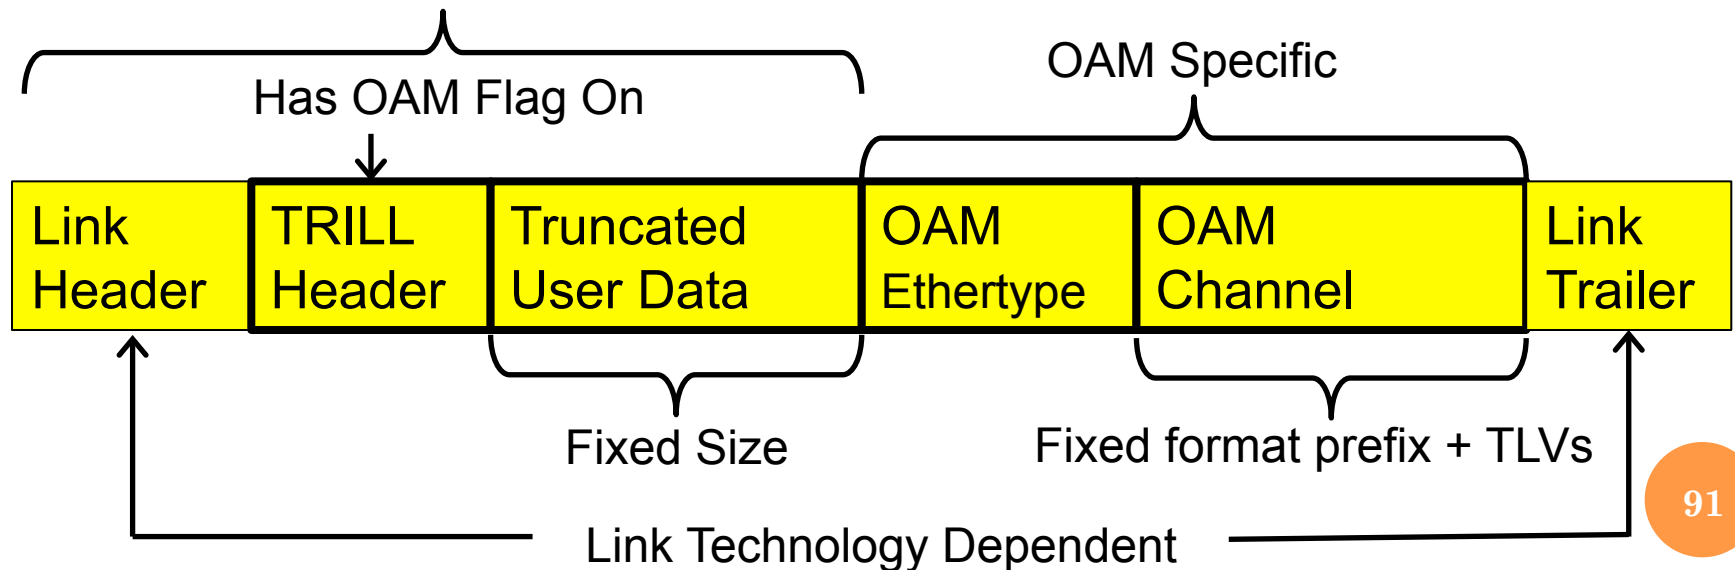 OAM Specific
Has OAM Flag On
Link Header
TRILL Header
Truncated User Data
OAM Ethertype
OAM Channel
Link Trailer
Fixed Size
Fixed format prefix + TLVs
91
Link Technology Dependent